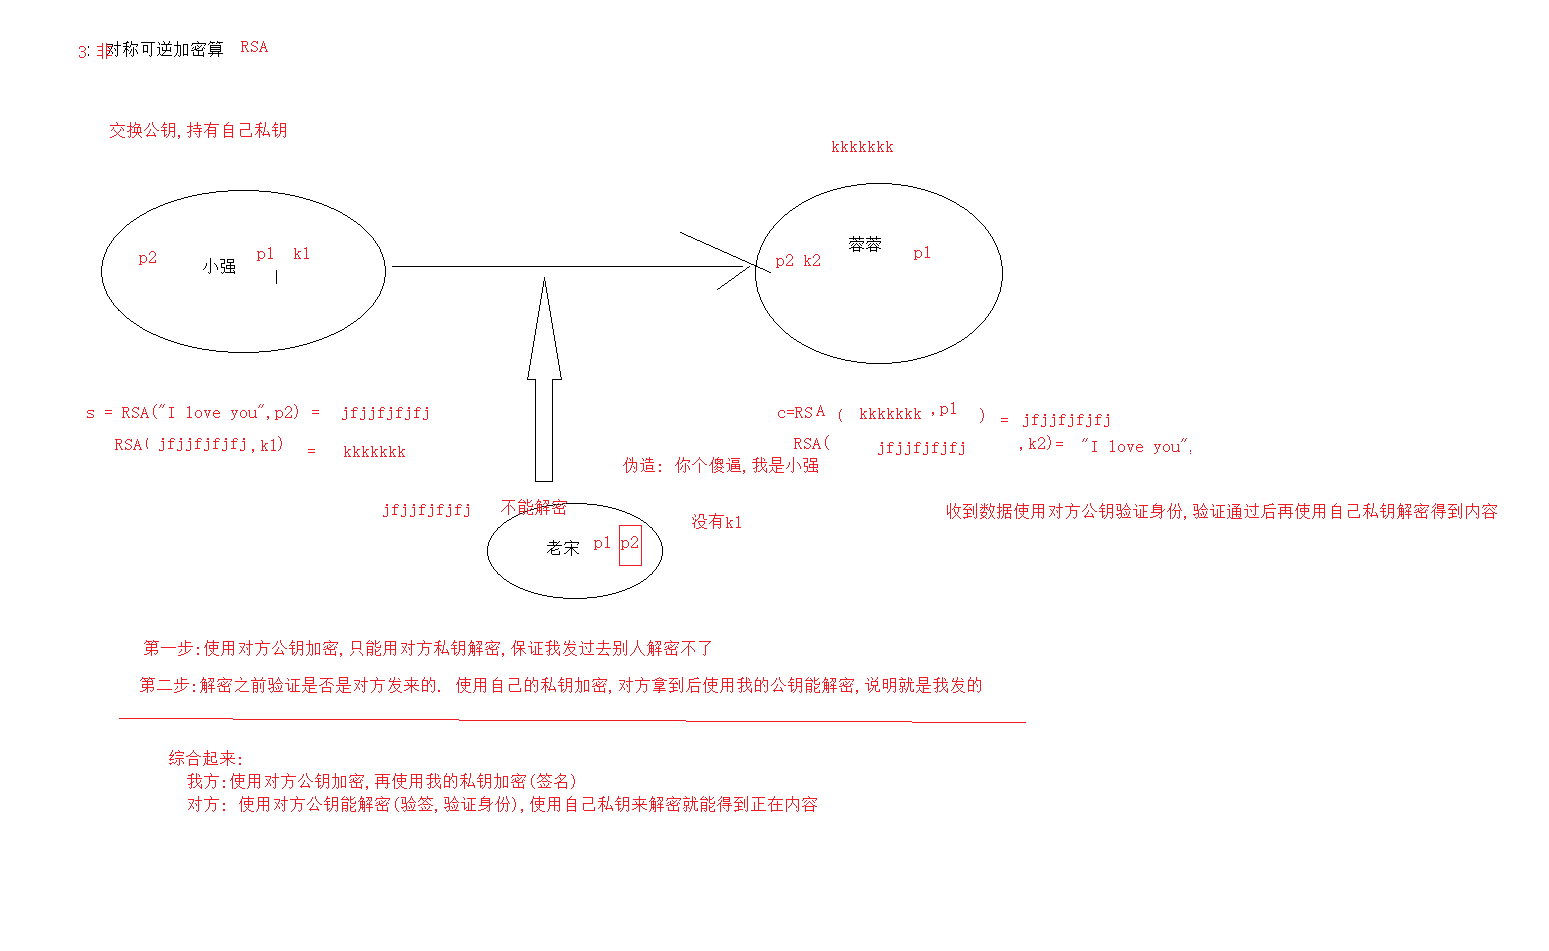 3: 非对称可逆加密算 RSA
交换公钥,持有自己私钥
kkkkkkk
p2 小强 p1 k1
p2 k2 蓉蓉 p1
s = RSA("I love you",p2) = jfjjfjfjfj
RSA( jfjjfjfjfj ,k1) = kkkkkkk
c=RSA ( kkkkkkk ,p1 ) = jfjjfjfjfj
RSA( jfjjfjfjfj ,k2)= "I love you",
伪造: 你个傻逼,我是小强
jfjjfjfjfj 不能解密
没有k1
收到数据使用对方公钥验证身份,验证通过后再使用自己私钥解密得到内容
老宋 p1 p2
第一步:使用对方公钥加密,只能用对方私钥解密,保证我发过去别人解密不了
第二步:解密之前验证是否是对方发来的. 使用自己的私钥加密,对方拿到后使用我的公钥能解密,说明就是我发的
综合起来:
我方:使用对方公钥加密,再使用我的私钥加密(签名)
对方: 使用对方公钥能解密(验签,验证身份),使用自己私钥来解密就能得到正在内容